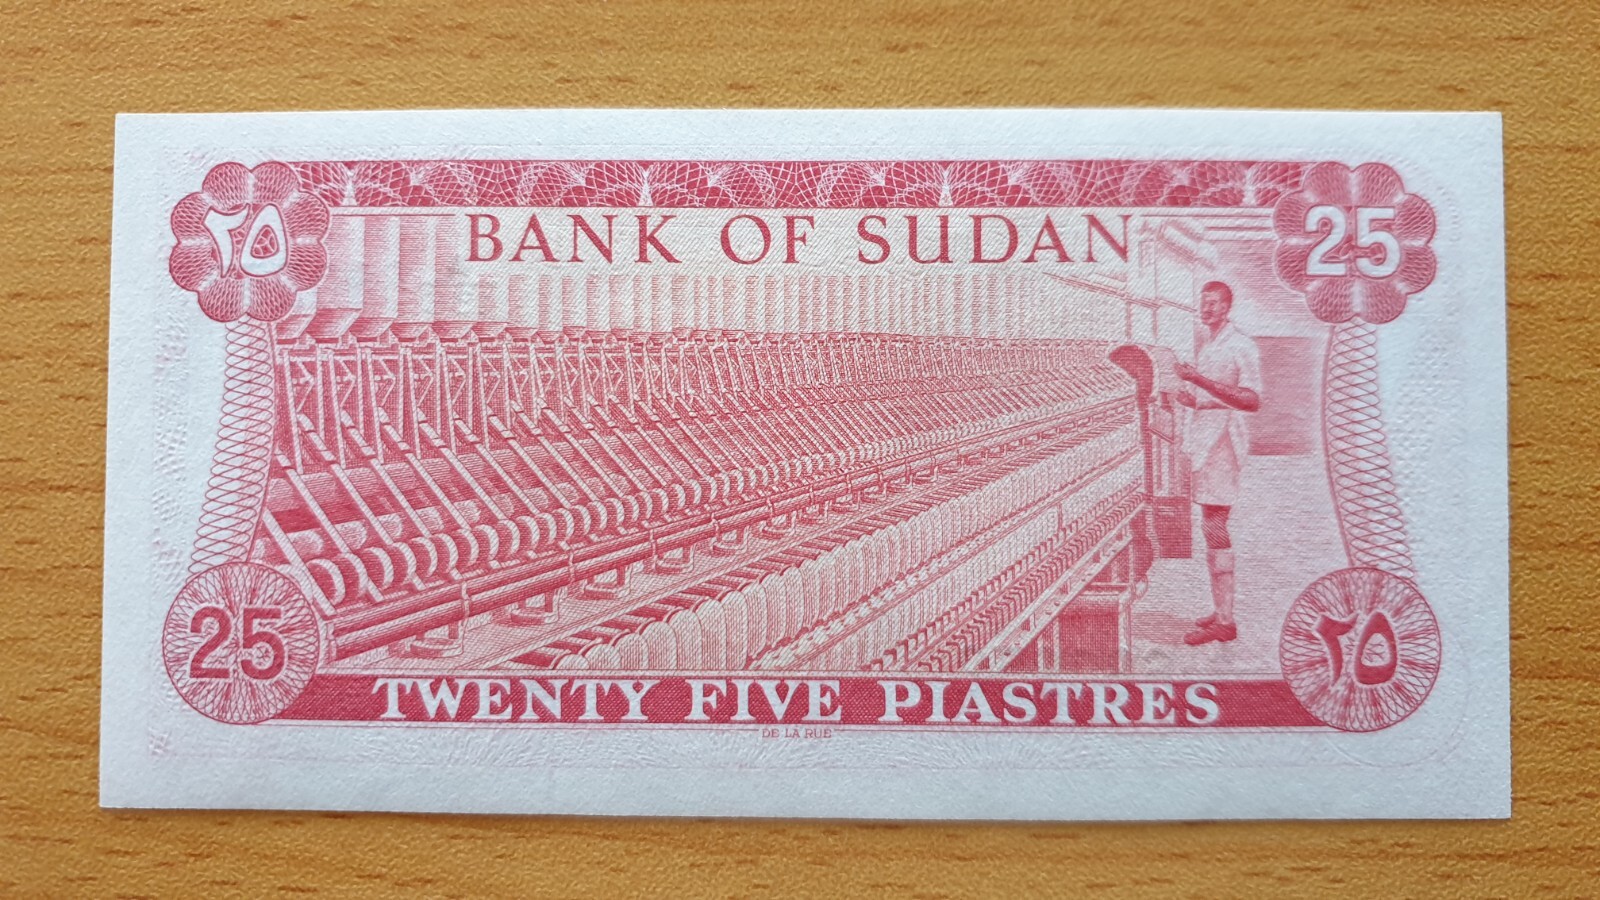 ٢٥
BANK OF SUDAN
25
25
TWENTY FIVE PIASTRES
٢٥
DE LA RUE